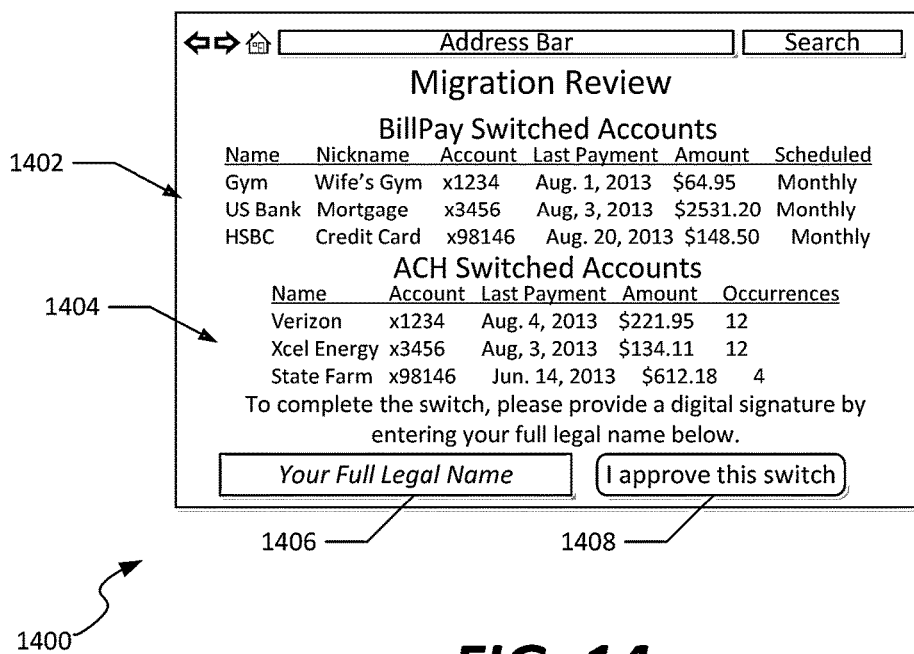 Address Bar Search
Migration Review
BillPay Switched Accounts
Name Nickname Account Last Payment Amount Scheduled
1402
Gym Wife's Gym x1234 Aug. 1, 2013 $64.95 Monthly
US Bank Mortgage x3456 Aug, 3, 2013 $2531.20 Monthly
HSBC Credit Card x98146 Aug. 20, 2013 $148.50 Monthly
ACH Switched Accounts
Name Account Last Payment Amount Occurrences
1404
Verizon x1234 Aug. 4, 2013 $221.95 12
Xcel Energy x3456 Aug, 3, 2013 $134.11 12
State Farm x98146 Jun. 14, 2013 $612.18 4
To complete the switch, please provide a digital signature by
entering your full legal name below.
Your Full Legal Name I approve this switch
1406 1408
1400
FIG. 14